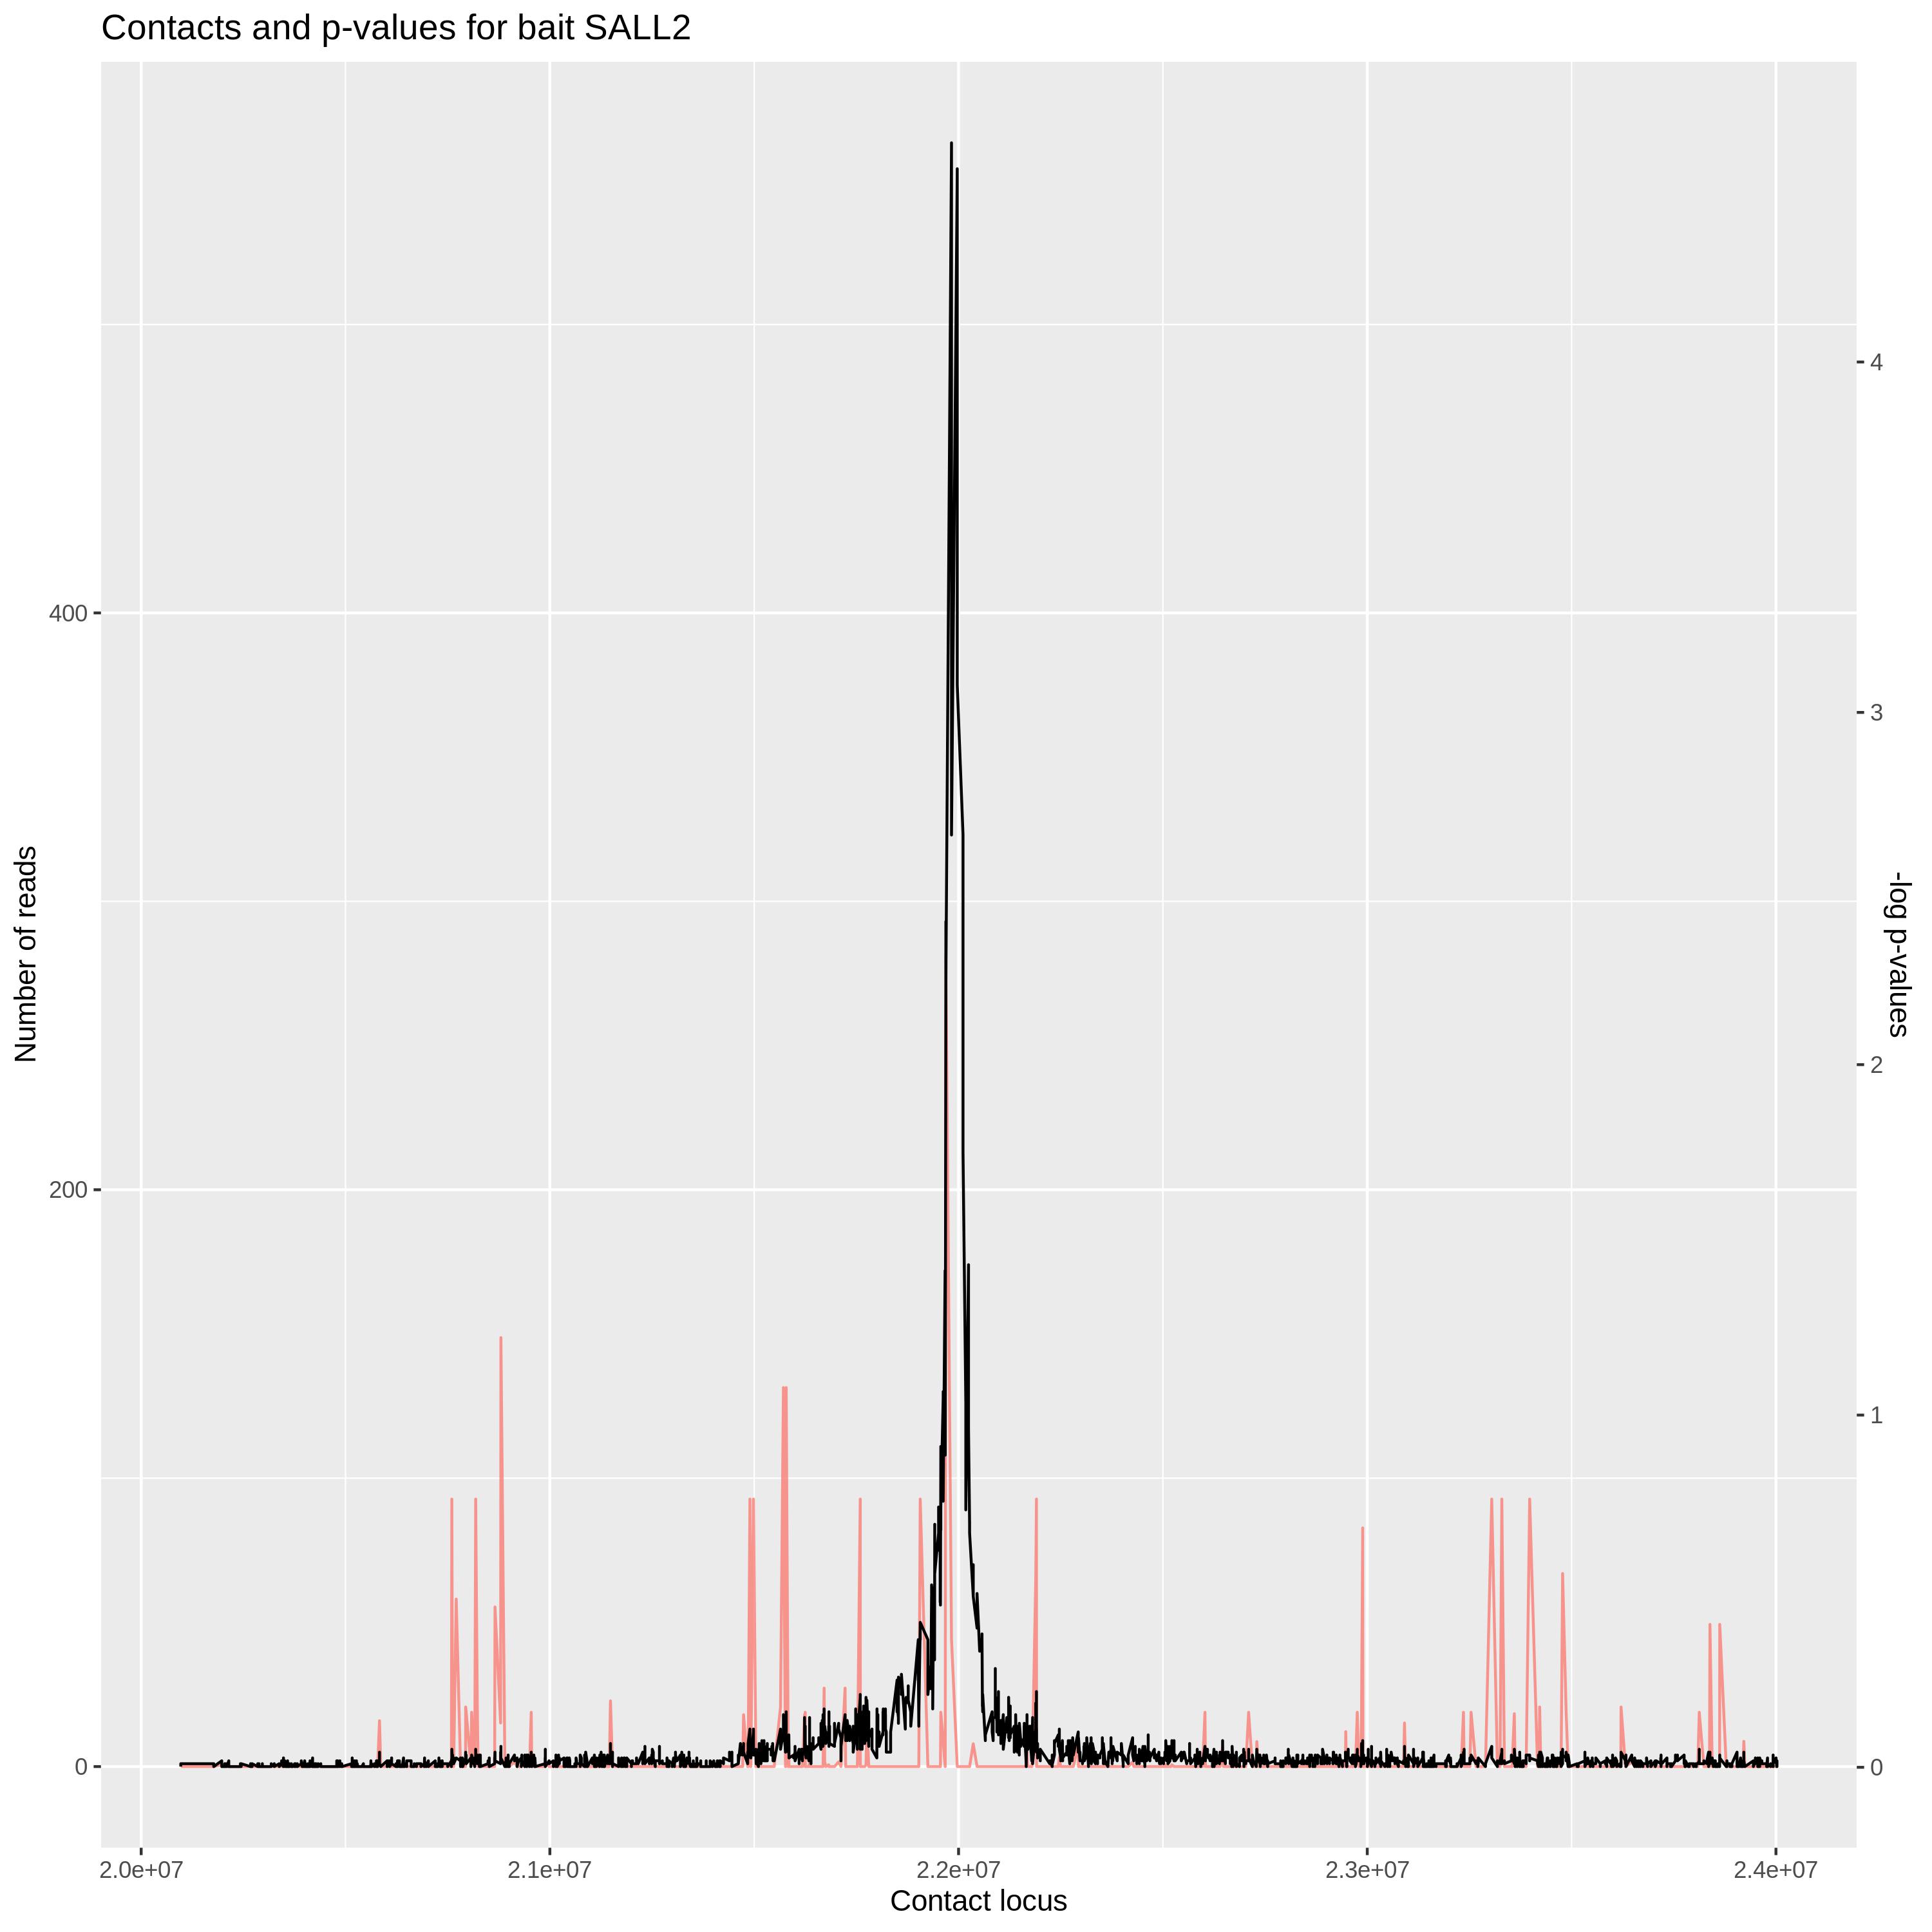 Contacts and p-values for bait SALL2
400
200
0
Number of reads
4
3
2
1
0
-log p-values
2.0e+07 2.1e+07 2.2e+07 2.3e+07 2.4e+07
Contact locus